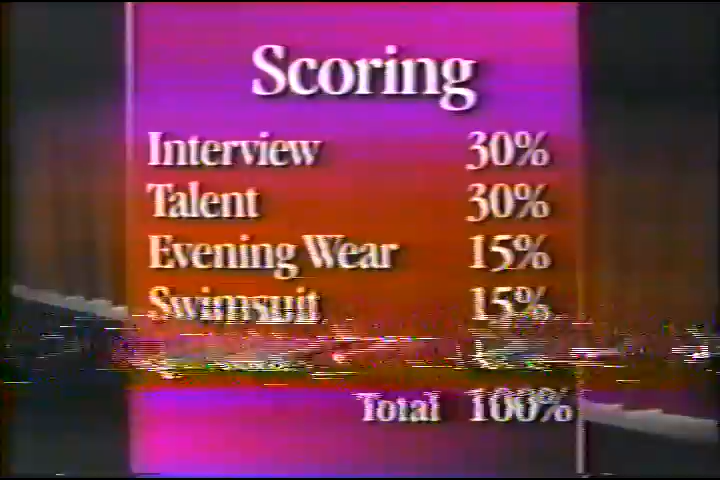 Scoring
Interview 30%
Talent 30%
Evening Wear 15%
Swimsuit 15%
Total 100%